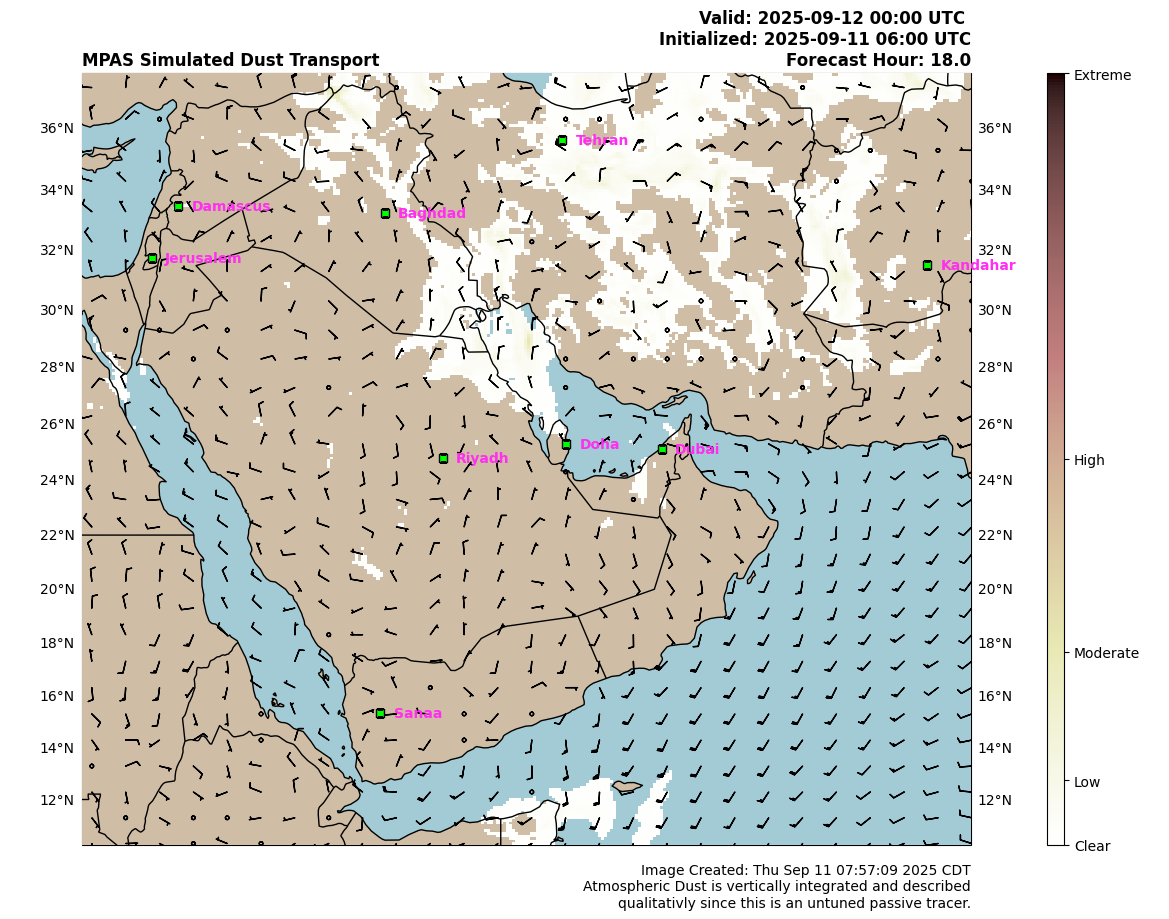 Valid: 2025-09-12 00:00 UTC
Initialized: 2025-09-11 06:00 UTC
MPAS Simulated Dust Transport
Forecast Hour: 18.0
Extreme
36°N
Tehran
36°N
34°N
Damascus
Baghdad
34°N
32°N
Jerusalem
32°N
Kandahar
30°N
30°N
28°N
28°N
26°N
Doha
Dubai
26°N
Riyadh
High
24°N
24°N
22°N
22°N
20°N
20°N
18°N
18°N
Moderate
16°N
Sanaa
16°N
14°N
14°N
Low
12°N
12°N
Clear
Image Created: Thu Sep 11 07:57:09 2025 CDT
Atmospheric Dust is vertically integrated and described
qualitativly since this is an untuned passive tracer.